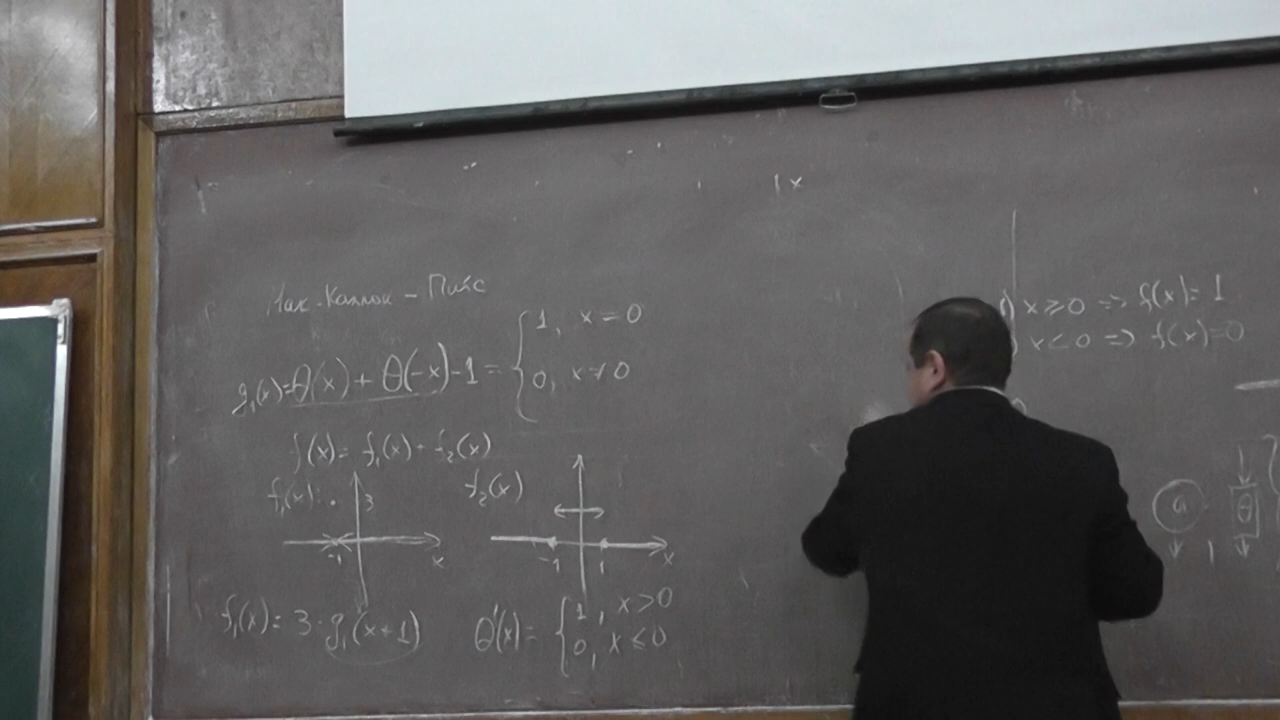 Мак-Каллок - Питс
g₁(x)=θ(x) + θ(-x)-1 = { 1, x = 0
0, x ≠ 0
f(x) = f₁(x) + f₂(x)
f₁(x): 3 -1 x
f₂(x) -1 1 x
f₁(x) = 3·g₁(x+1)
θ'(x) = { 1, x > 0
0, x ≤ 0
x
x ≥ 0 => f(x) = 1
x < 0 => f(x) = 0
a θ
1